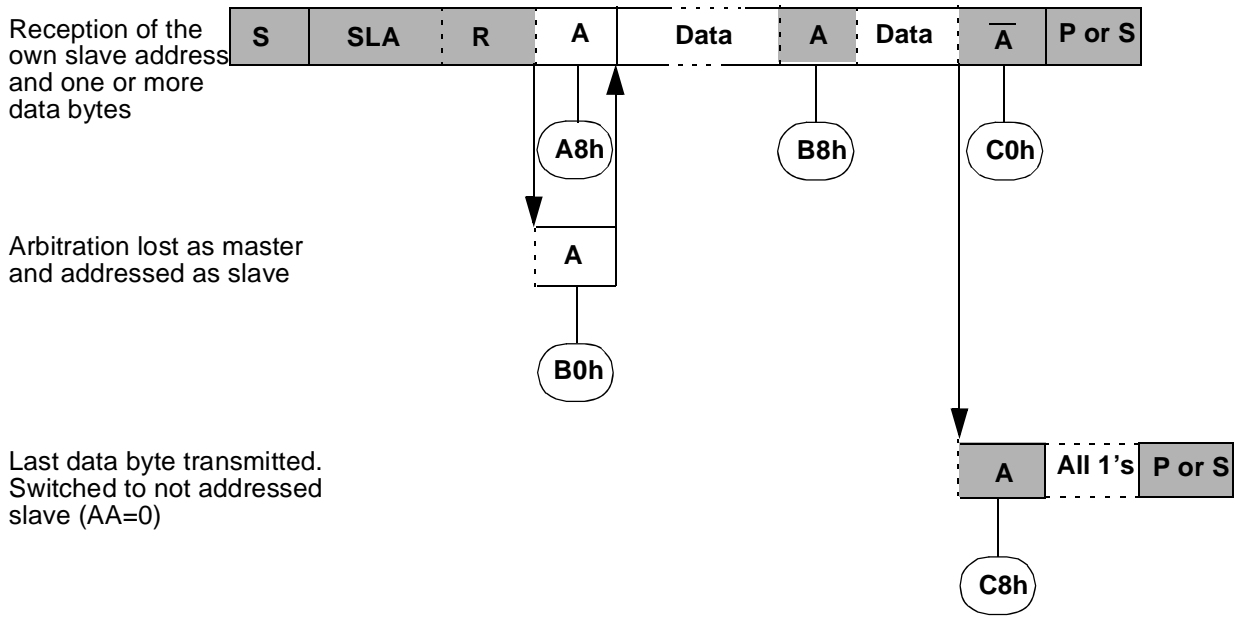 Reception of the
own slave address
and one or more
data bytes
S SLA R A Data A Data A̅ P or S
A8h B8h C0h
Arbitration lost as master
and addressed as slave
A
B0h
Last data byte transmitted.
Switched to not addressed
slave (AA=0)
A All 1's P or S
C8h